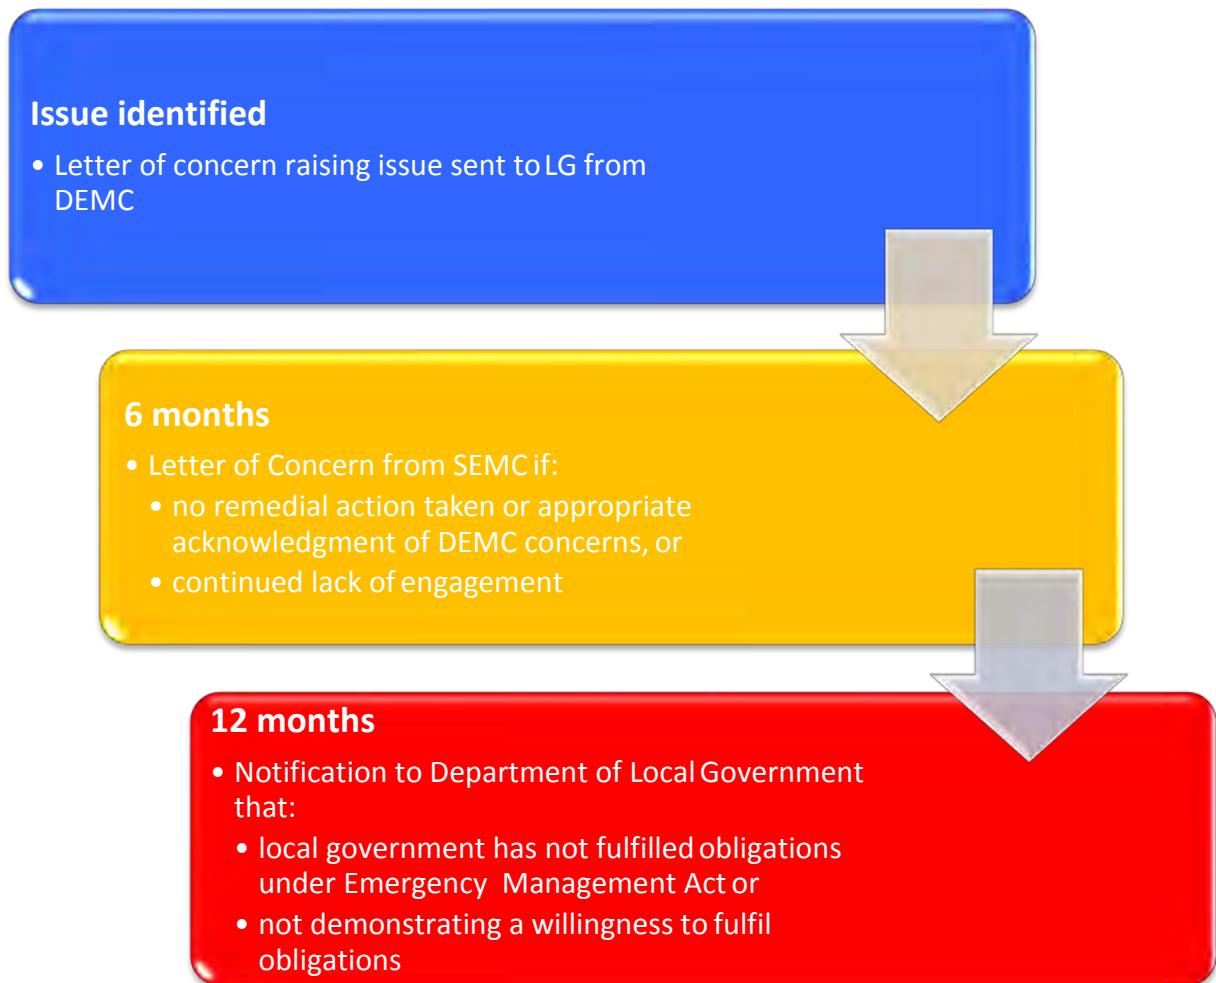 Issue identified
• Letter of concern raising issue sent to LG from
DEMC
6 months
• Letter of Concern from SEMC if:
• no remedial action taken or appropriate
acknowledgment of DEMC concerns, or
• continued lack of engagement
12 months
• Notification to Department of Local Government
that:
• local government has not fulfilled obligations
under Emergency Management Act or
• not demonstrating a willingness to fulfil
obligations